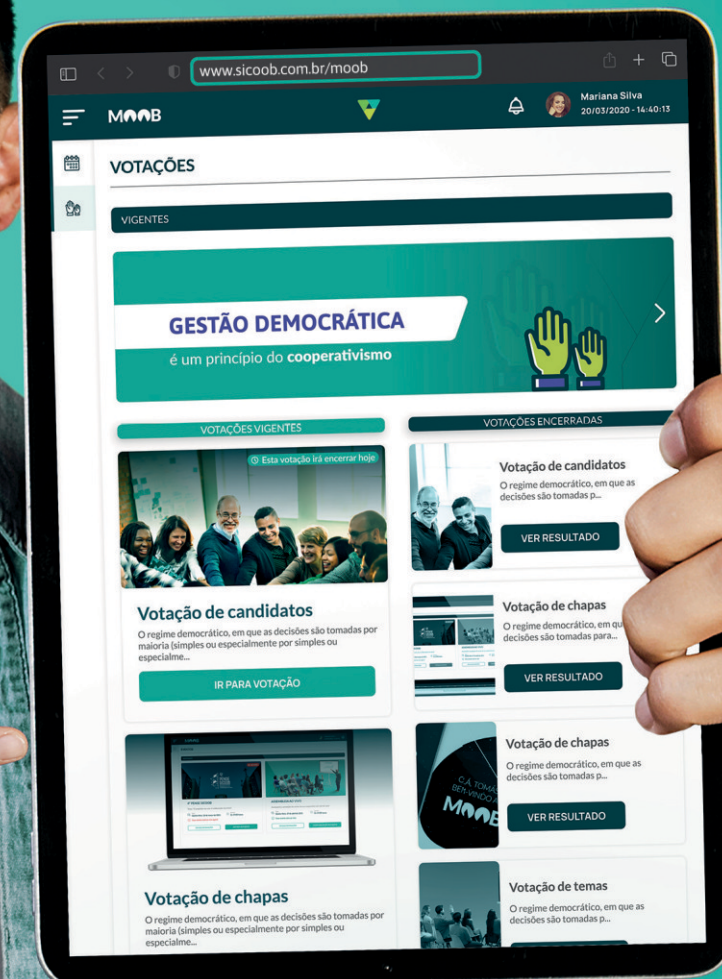 www.sicoob.com.br/moob
MOOB
Mariana Silva
20/03/2020 - 14:40:13
VOTAÇÕES
VIGENTES
GESTÃO DEMOCRÁTICA
é um princípio do cooperativismo
VOTAÇÕES VIGENTES
Esta votação irá encerrar hoje
Votação de candidatos
O regime democrático, em que as decisões são tomadas por
maioria (simples ou especialmente por simples ou
especialme...
IR PARA VOTAÇÃO
Votação de chapas
O regime democrático, em que as decisões são tomadas por
maioria (simples ou especialmente por simples ou
especialme...
VOTAÇÕES ENCERRADAS
Votação de candidatos
O regime democrático, em que as
decisões são tomadas p...
VER RESULTADO
Votação de chapas
O regime democrático, em que
decisões são tomadas para...
VER RESULTADO
C.A. TOMA
BEM-VINDO A
MOOB
Votação de chapas
O regime democrático, em que as
decisões são tomadas p...
VER RESULTADO
Votação de temas
O regime democrático, em que as
decisões são tomadas p...